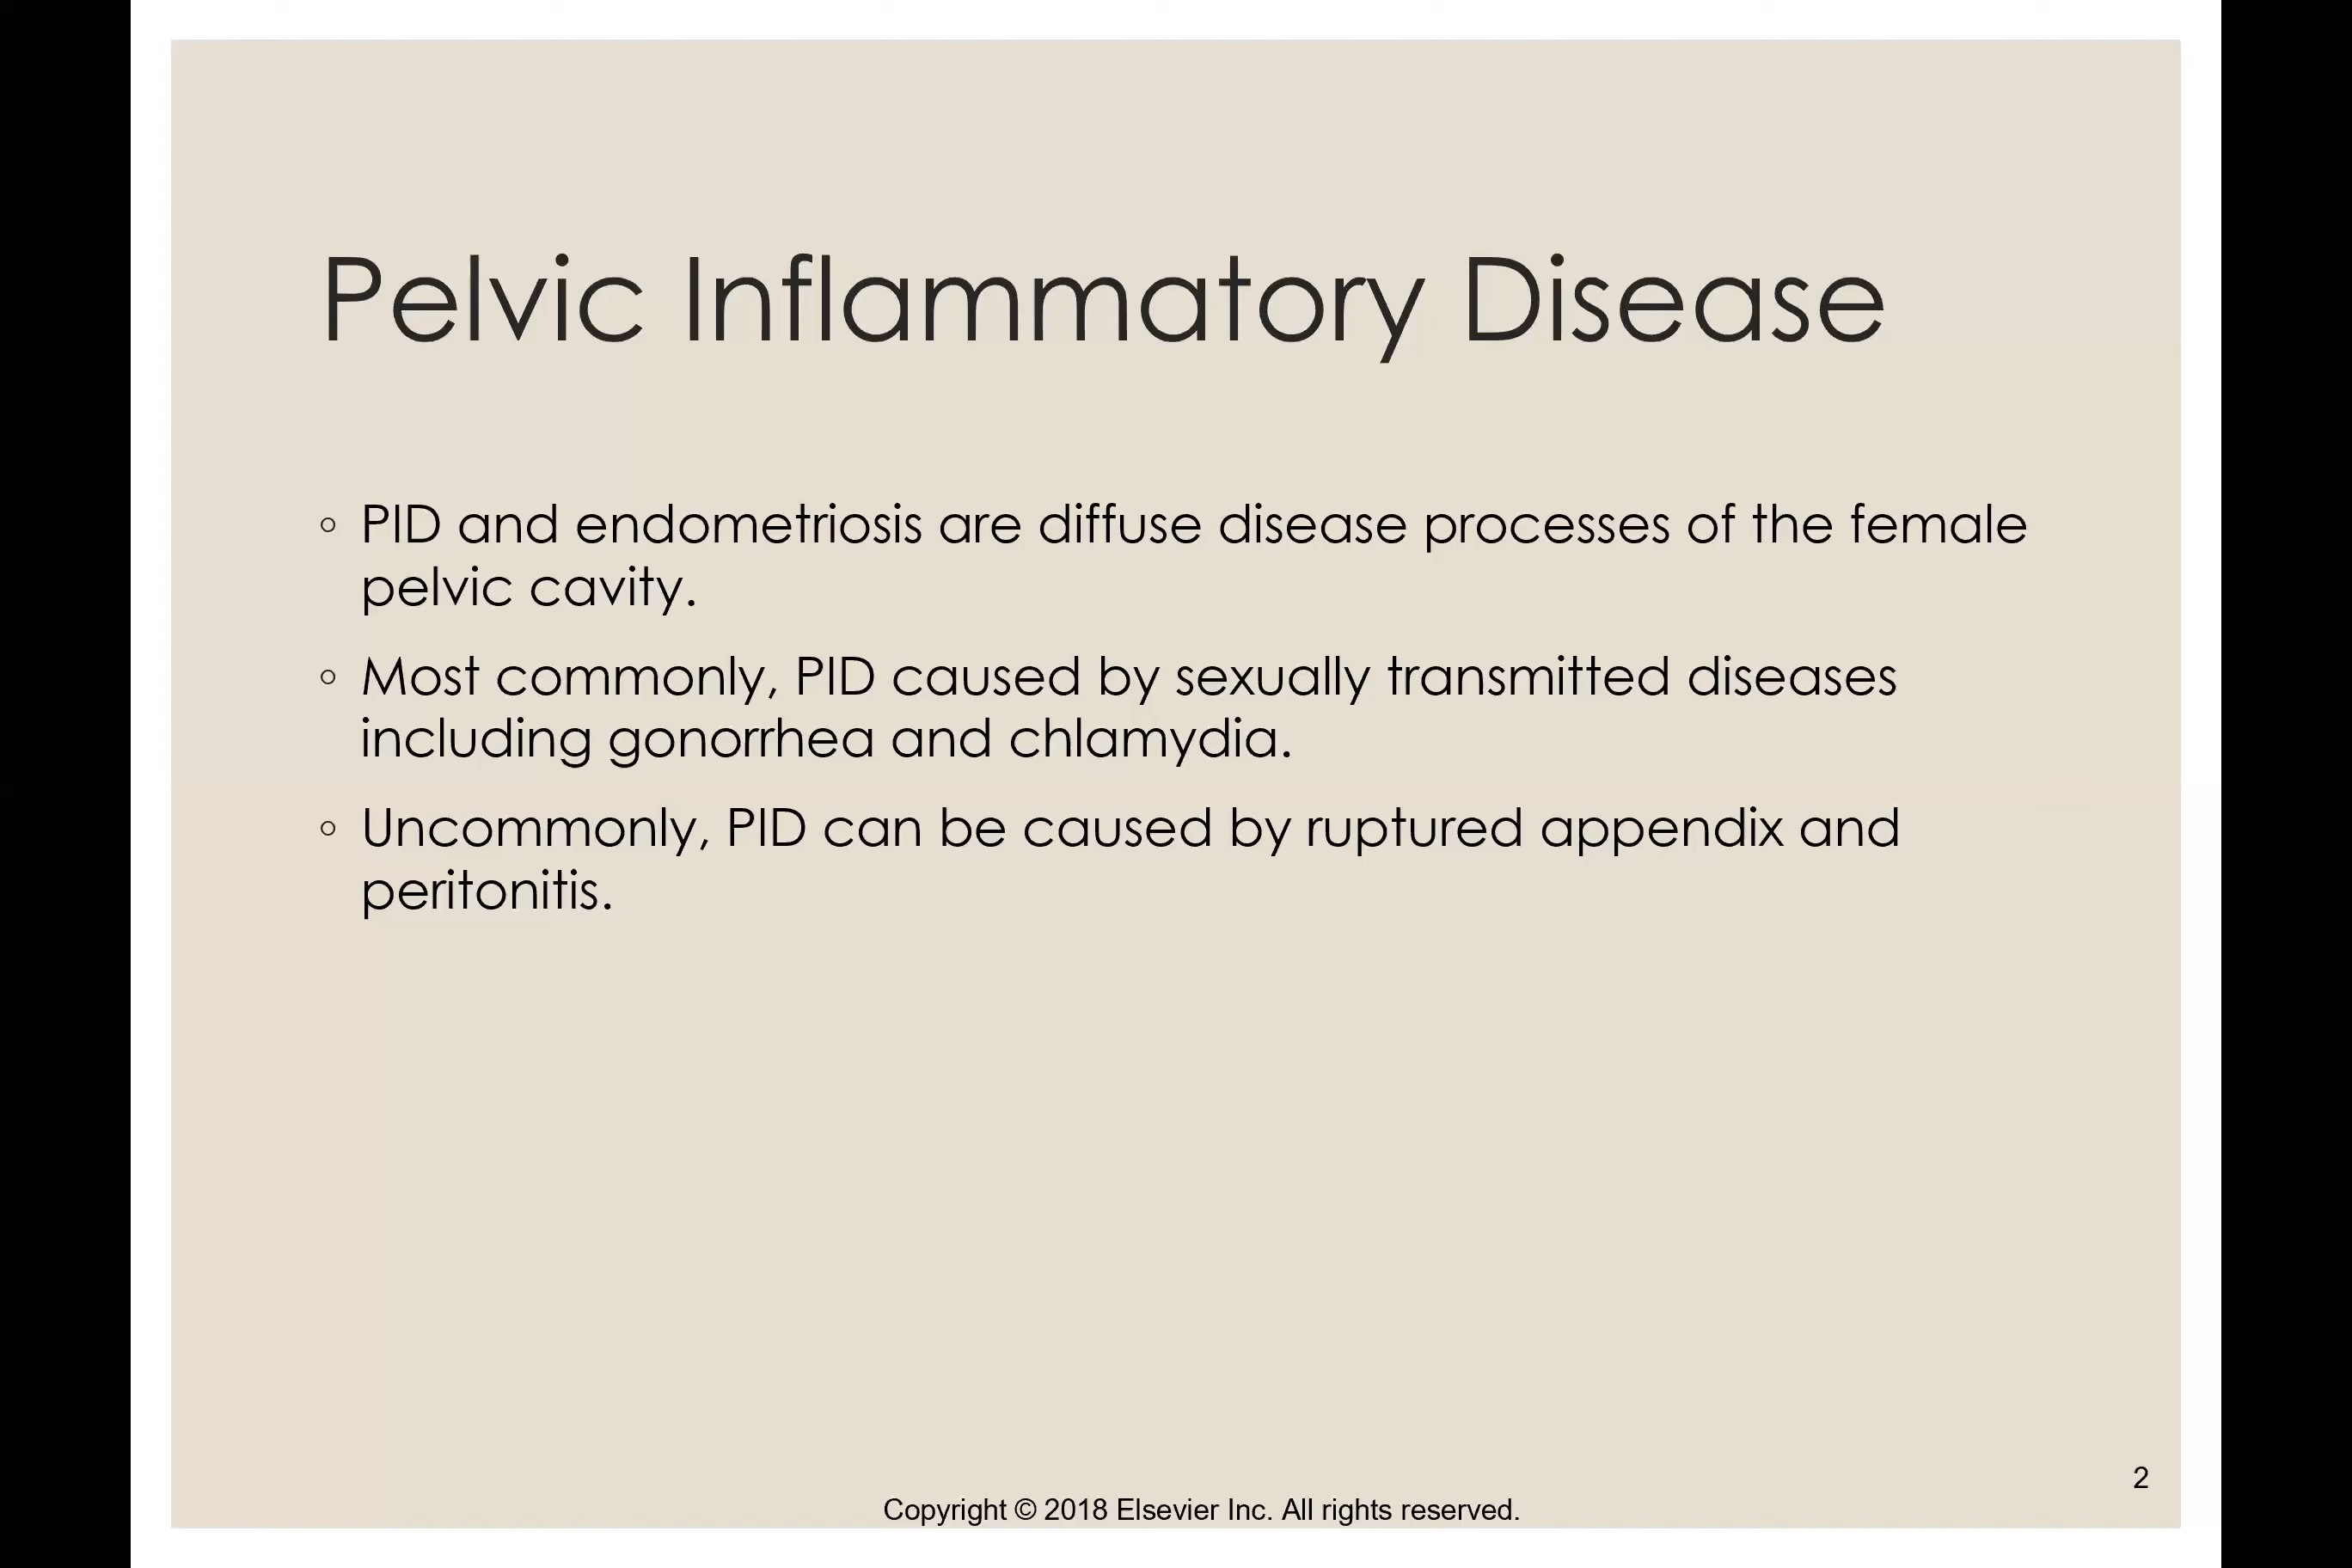 Pelvic Inflammatory Disease
◦ PID and endometriosis are diffuse disease processes of the female
pelvic cavity.
◦ Most commonly, PID caused by sexually transmitted diseases
including gonorrhea and chlamydia.
◦ Uncommonly, PID can be caused by ruptured appendix and
peritonitis.
2
Copyright © 2018 Elsevier Inc. All rights reserved.